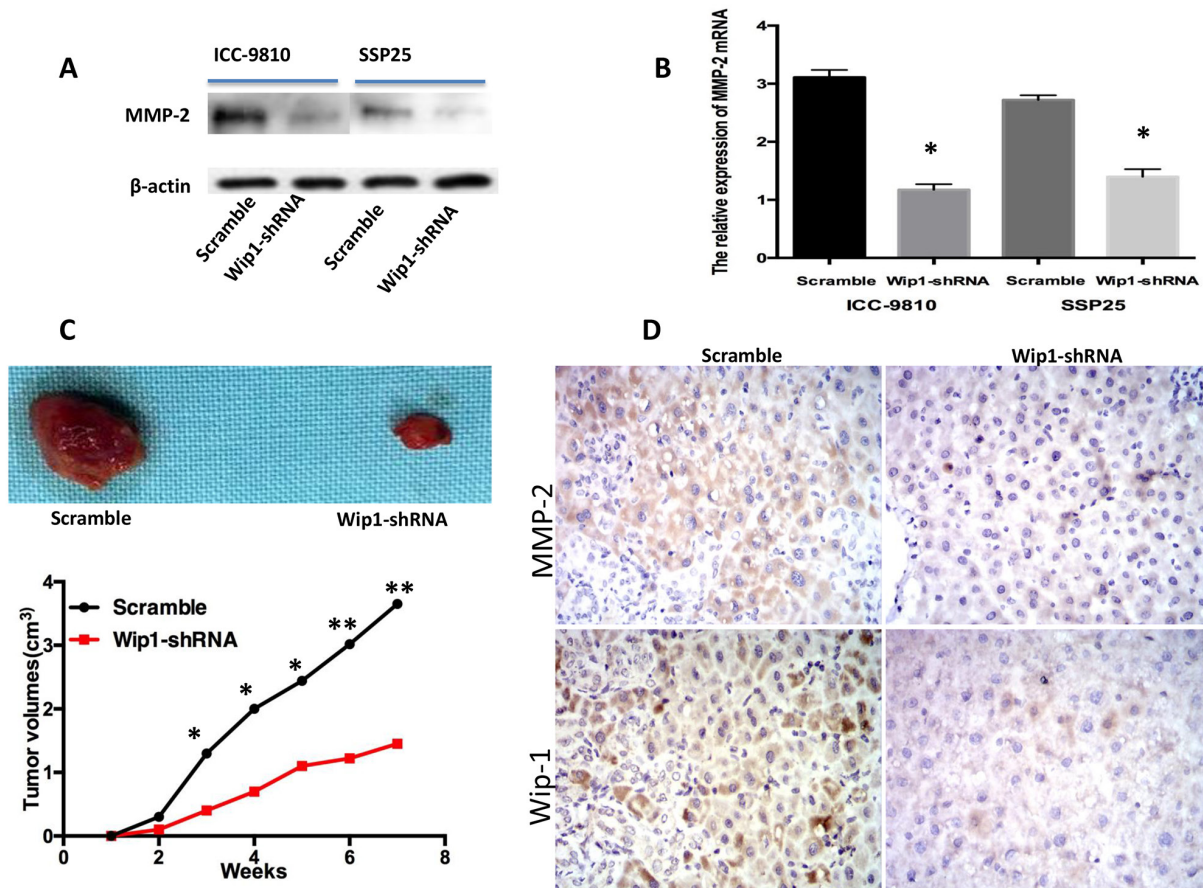 A
ICC-9810 SSP25
MMP-2
β-actin
Scramble
Wip1-shRNA
Scramble
Wip1-shRNA
B
The relative expression of MMP-2 mRNA
4
3
2
1
0
Scramble Wip1-shRNA Scramble Wip1-shRNA
ICC-9810 SSP25
* *
C
Scramble Wip1-shRNA
Tumor volumes(cm³)
4
3
2
1
0
Scramble
Wip1-shRNA
* * * ** **
0 2 4 6 8
Weeks
D
Scramble Wip1-shRNA
MMP-2
Wip-1